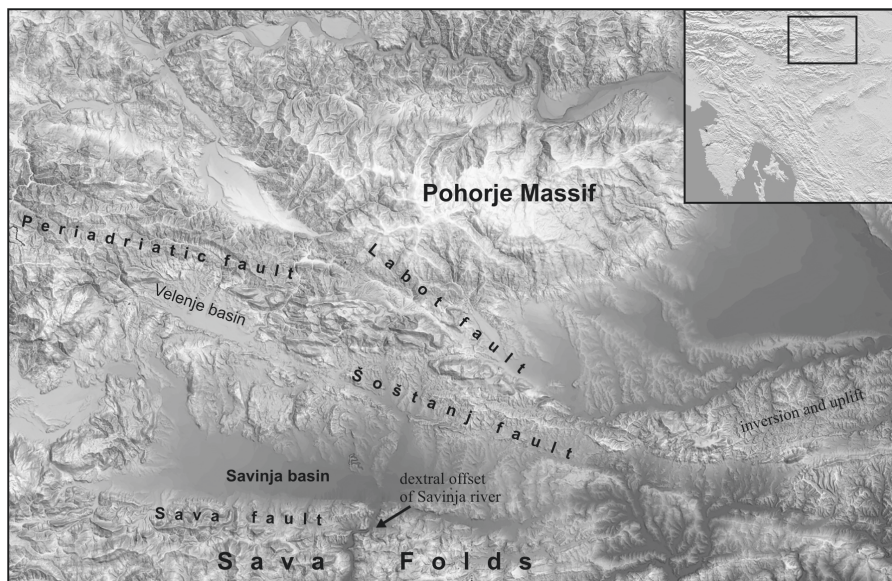 Pohorje Massif
Periadriatic fault
Labot fault
Velenje basin
Šoštanj fault
inversion and uplift
Savinja basin
dextral offset
of Savinja river
Sava fault
Sava Folds